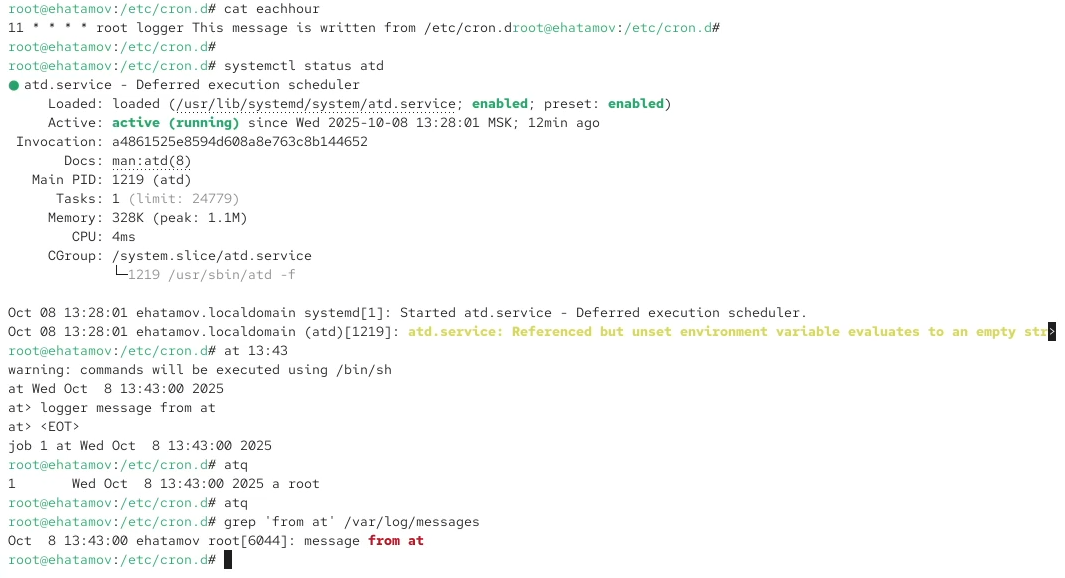 root@ehatamov:/etc/cron.d# cat eachhour
11 * * * * root logger This message is written from /etc/cron.droot@ehatamov:/etc/cron.d#
root@ehatamov:/etc/cron.d#
root@ehatamov:/etc/cron.d# systemctl status atd
● atd.service - Deferred execution scheduler
     Loaded: loaded (/usr/lib/systemd/system/atd.service; enabled; preset: enabled)
     Active: active (running) since Wed 2025-10-08 13:28:01 MSK; 12min ago
 Invocation: a4861525e8594d608a8e763c8b144652
       Docs: man:atd(8)
   Main PID: 1219 (atd)
      Tasks: 1 (limit: 24779)
     Memory: 328K (peak: 1.1M)
        CPU: 4ms
     CGroup: /system.slice/atd.service
             └─1219 /usr/sbin/atd -f
Oct 08 13:28:01 ehatamov.localdomain systemd[1]: Started atd.service - Deferred execution scheduler.
Oct 08 13:28:01 ehatamov.localdomain (atd)[1219]: atd.service: Referenced but unset environment variable evaluates to an empty str>
root@ehatamov:/etc/cron.d# at 13:43
warning: commands will be executed using /bin/sh
at Wed Oct  8 13:43:00 2025
at> logger message from at
at> <EOT>
job 1 at Wed Oct  8 13:43:00 2025
root@ehatamov:/etc/cron.d# atq
1       Wed Oct  8 13:43:00 2025 a root
root@ehatamov:/etc/cron.d# atq
root@ehatamov:/etc/cron.d# grep 'from at' /var/log/messages
Oct  8 13:43:00 ehatamov root[6044]: message from at
root@ehatamov:/etc/cron.d#